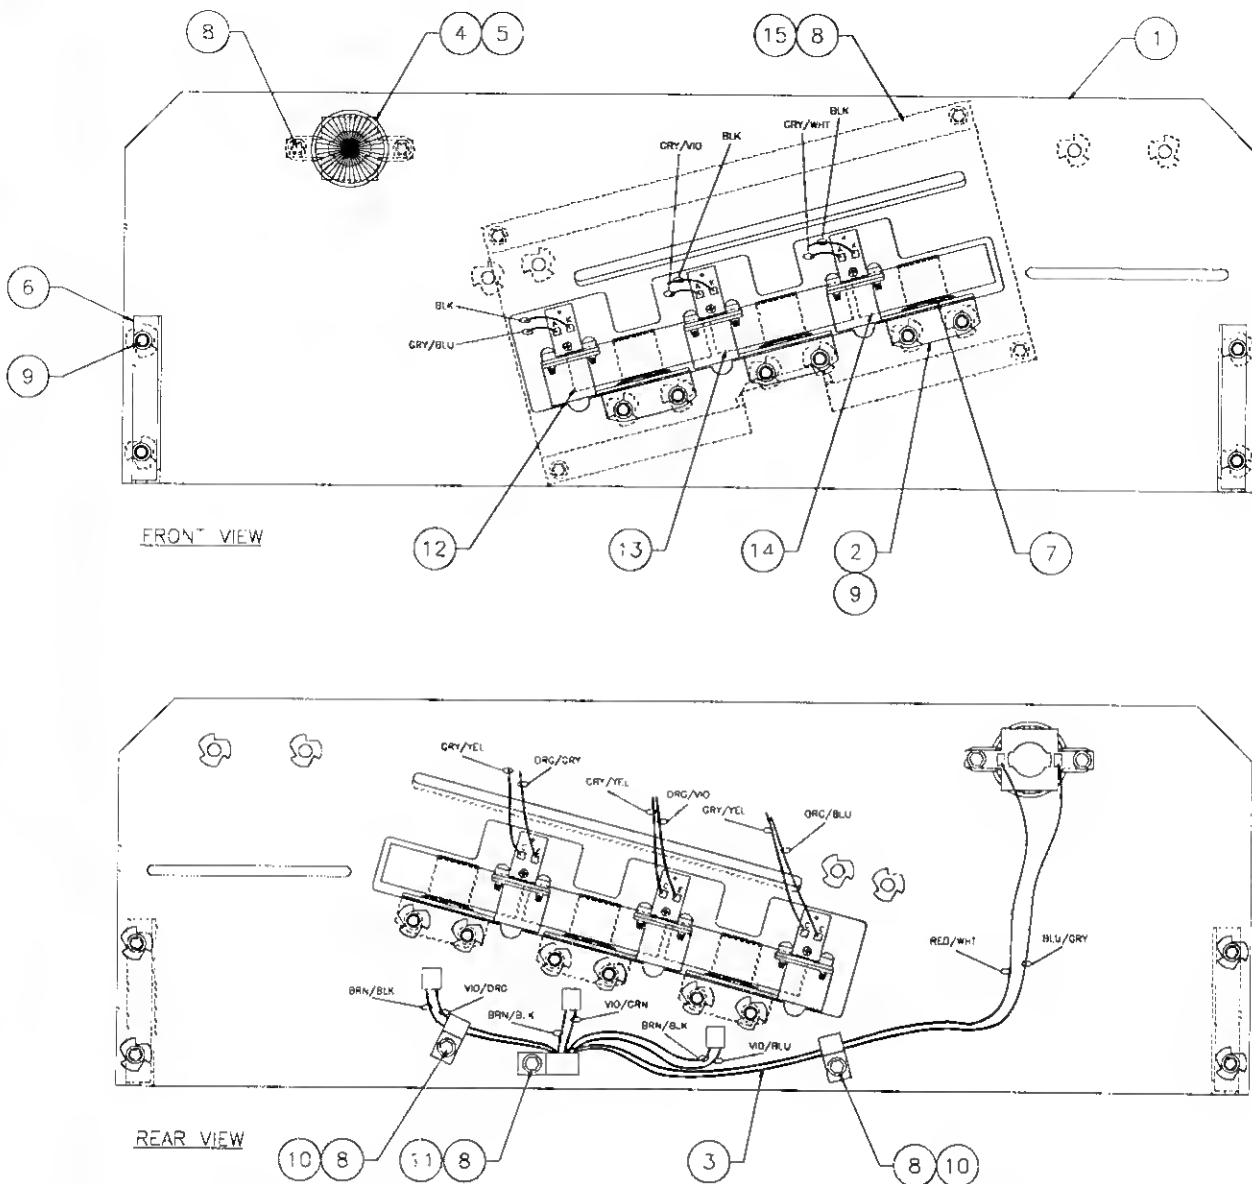 8
4 5
15 8
1
BLK
GRY/WHT
BLK
GRY/VIO
6
9
BLK
GRY/BLU
FRONT VIEW
12
13
14
2
7
9
GRY/YEL
ORG/GRY
GRY/YEL
ORG/VIO
GRY/YEL
ORG/BLU
RED/WHT
BLU/GRY
BRN/BLK
VIO/ORG
BRN/BLK
VIO/GRN
BRN/BLK
VIO/BLU
REAR VIEW
10 8
11 8
3
8 10